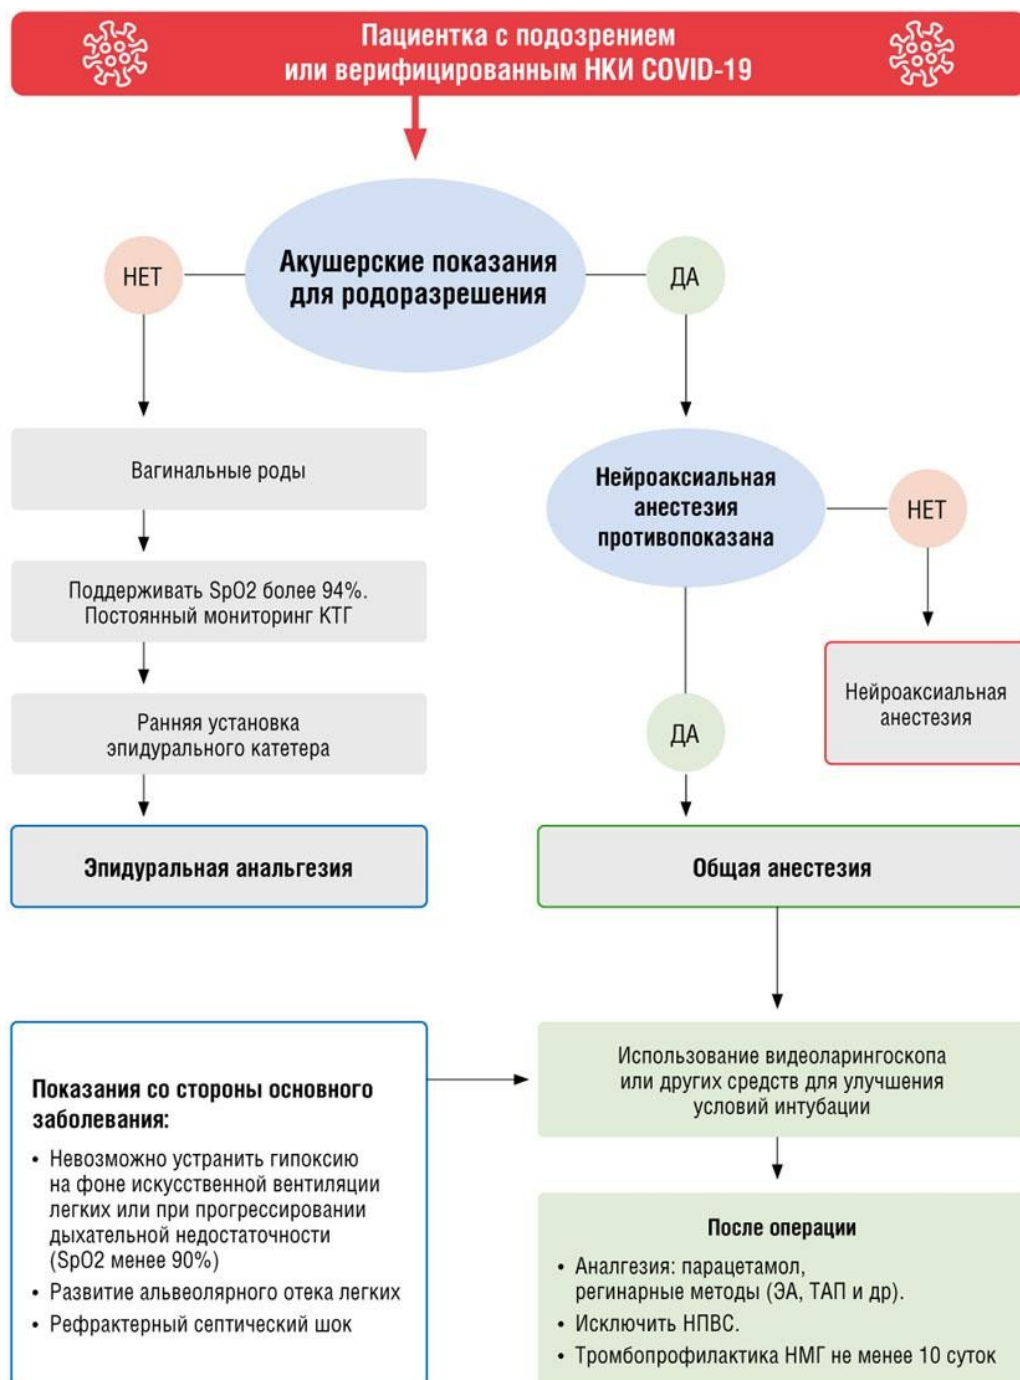 Пациентка с подозрением
или верифицированным НКИ COVID-19
Акушерские показания
для родоразрешения
НЕТ
ДА
Вагинальные роды
Поддерживать SpO2 более 94%.
Постоянный мониторинг КТГ
Ранняя установка
эпидурального катетера
Эпидуральная анальгезия
Нейроаксиальная
анестезия
противопоказана
НЕТ
Нейроаксиальная
анестезия
ДА
Общая анестезия
Показания со стороны основного
заболевания:
• Невозможно устранить гипоксию
на фоне искусственной вентиляции
легких или при прогрессировании
дыхательной недостаточности
(SpO2 менее 90%)
• Развитие альвеолярного отека легких
• Рефрактерный септический шок
Использование видеоларингоскопа
или других средств для улучшения
условий интубации
После операции
• Аналгезия: парацетамол,
регинарные методы (ЭА, ТАП и др).
• Исключить НПВС.
• Тромбопрофилактика НМГ не менее 10 суток